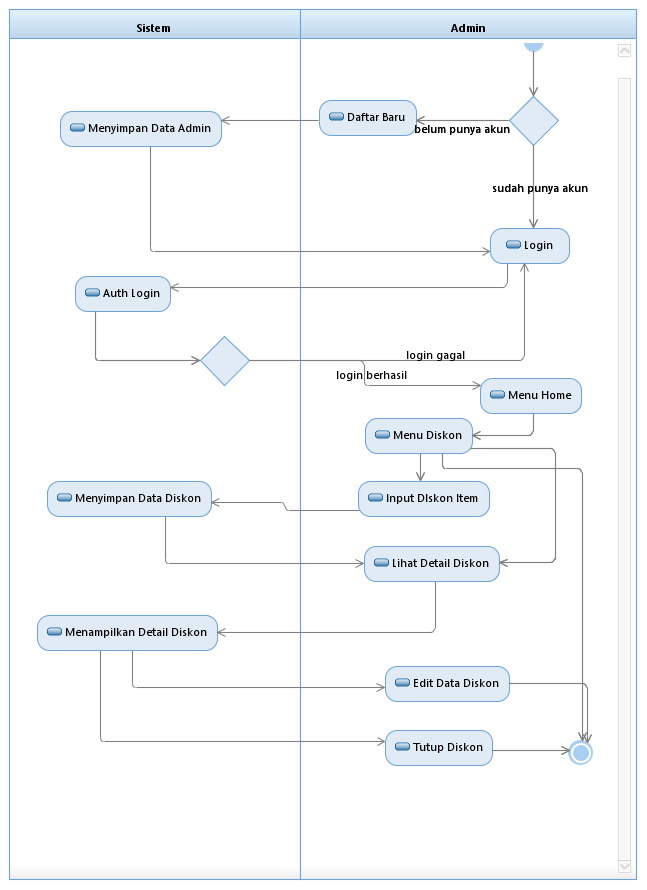 Sistem
Admin
Daftar Baru
Menyimpan Data Admin
belum punya akun
sudah punya akun
Login
Auth Login
login gagal
login berhasil
Menu Home
Menu Diskon
Menyimpan Data Diskon
Input DIskon Item
Lihat Detail Diskon
Menampilkan Detail Diskon
Edit Data Diskon
Tutup Diskon